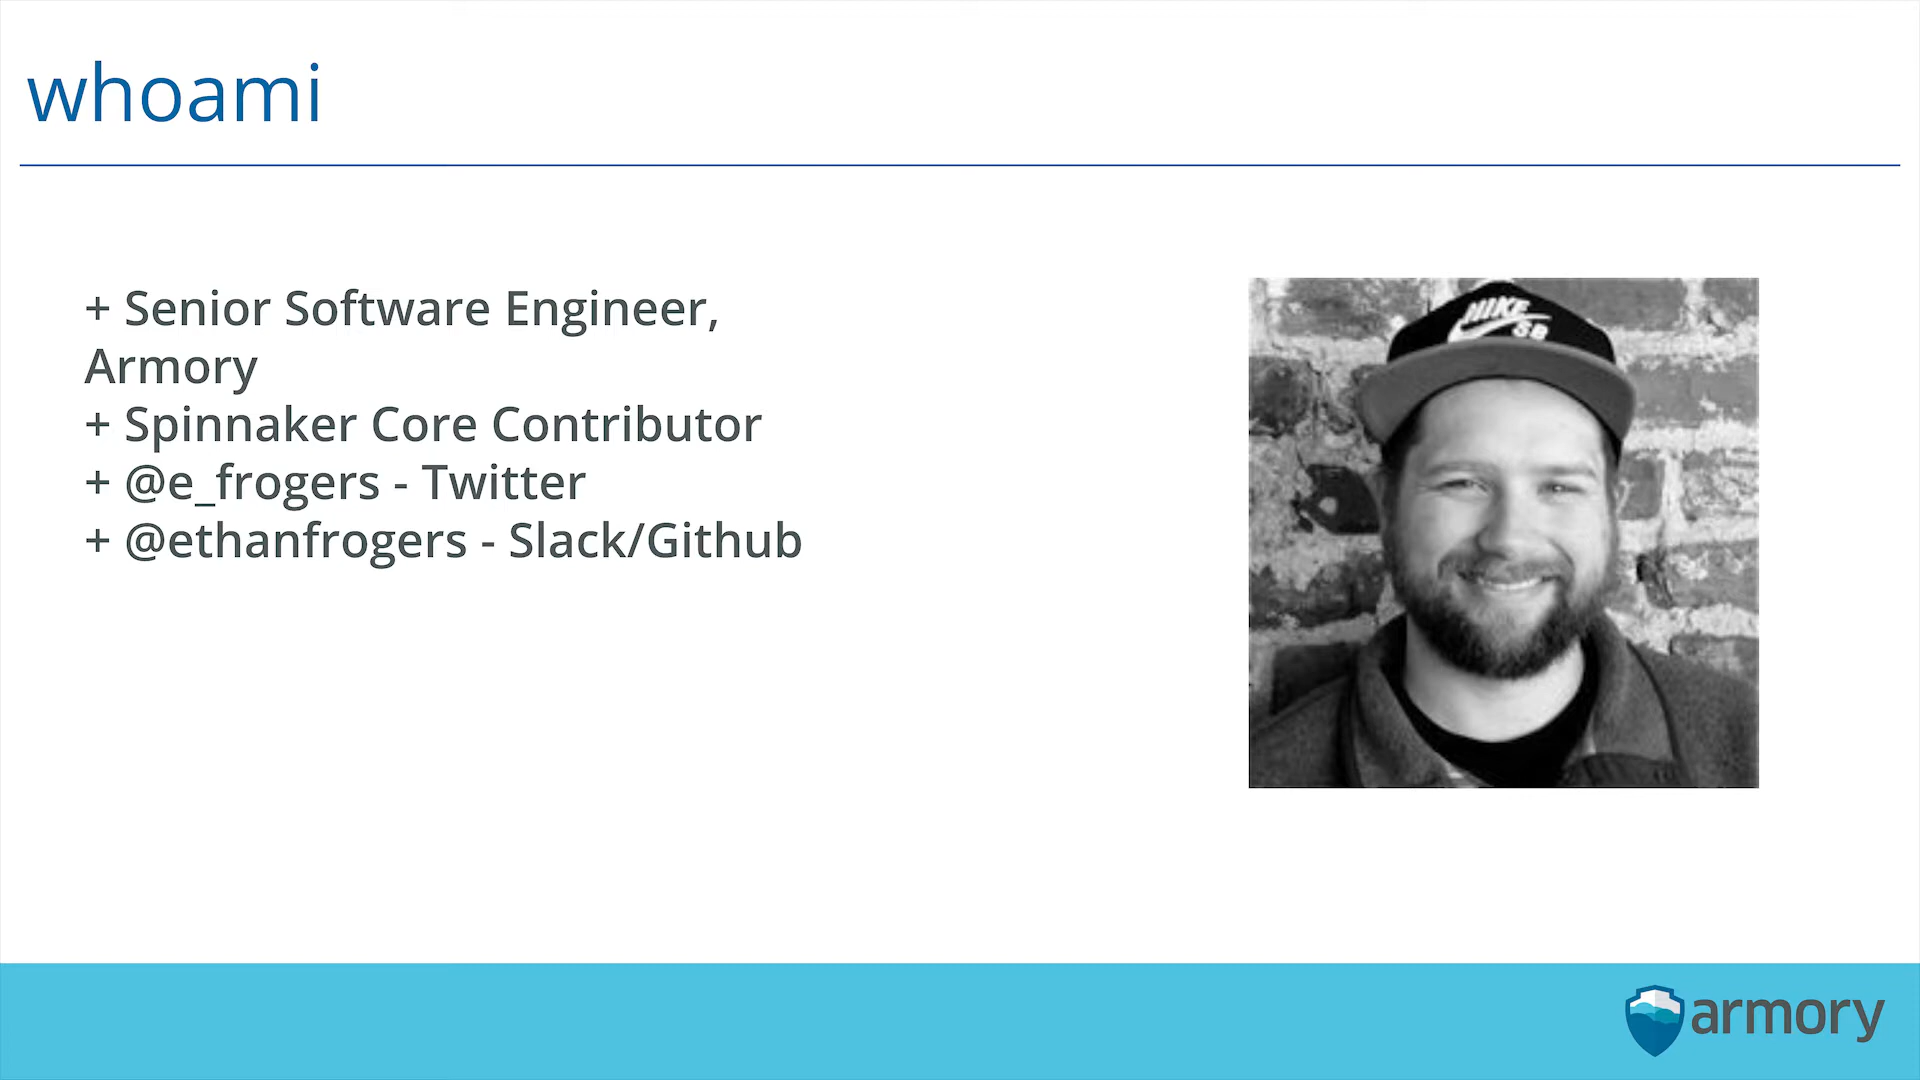 whoami
+ Senior Software Engineer,
Armory
+ Spinnaker Core Contributor
+ @e_frogers - Twitter
+ @ethanfrogers - Slack/Github
NIKE
SB
armory